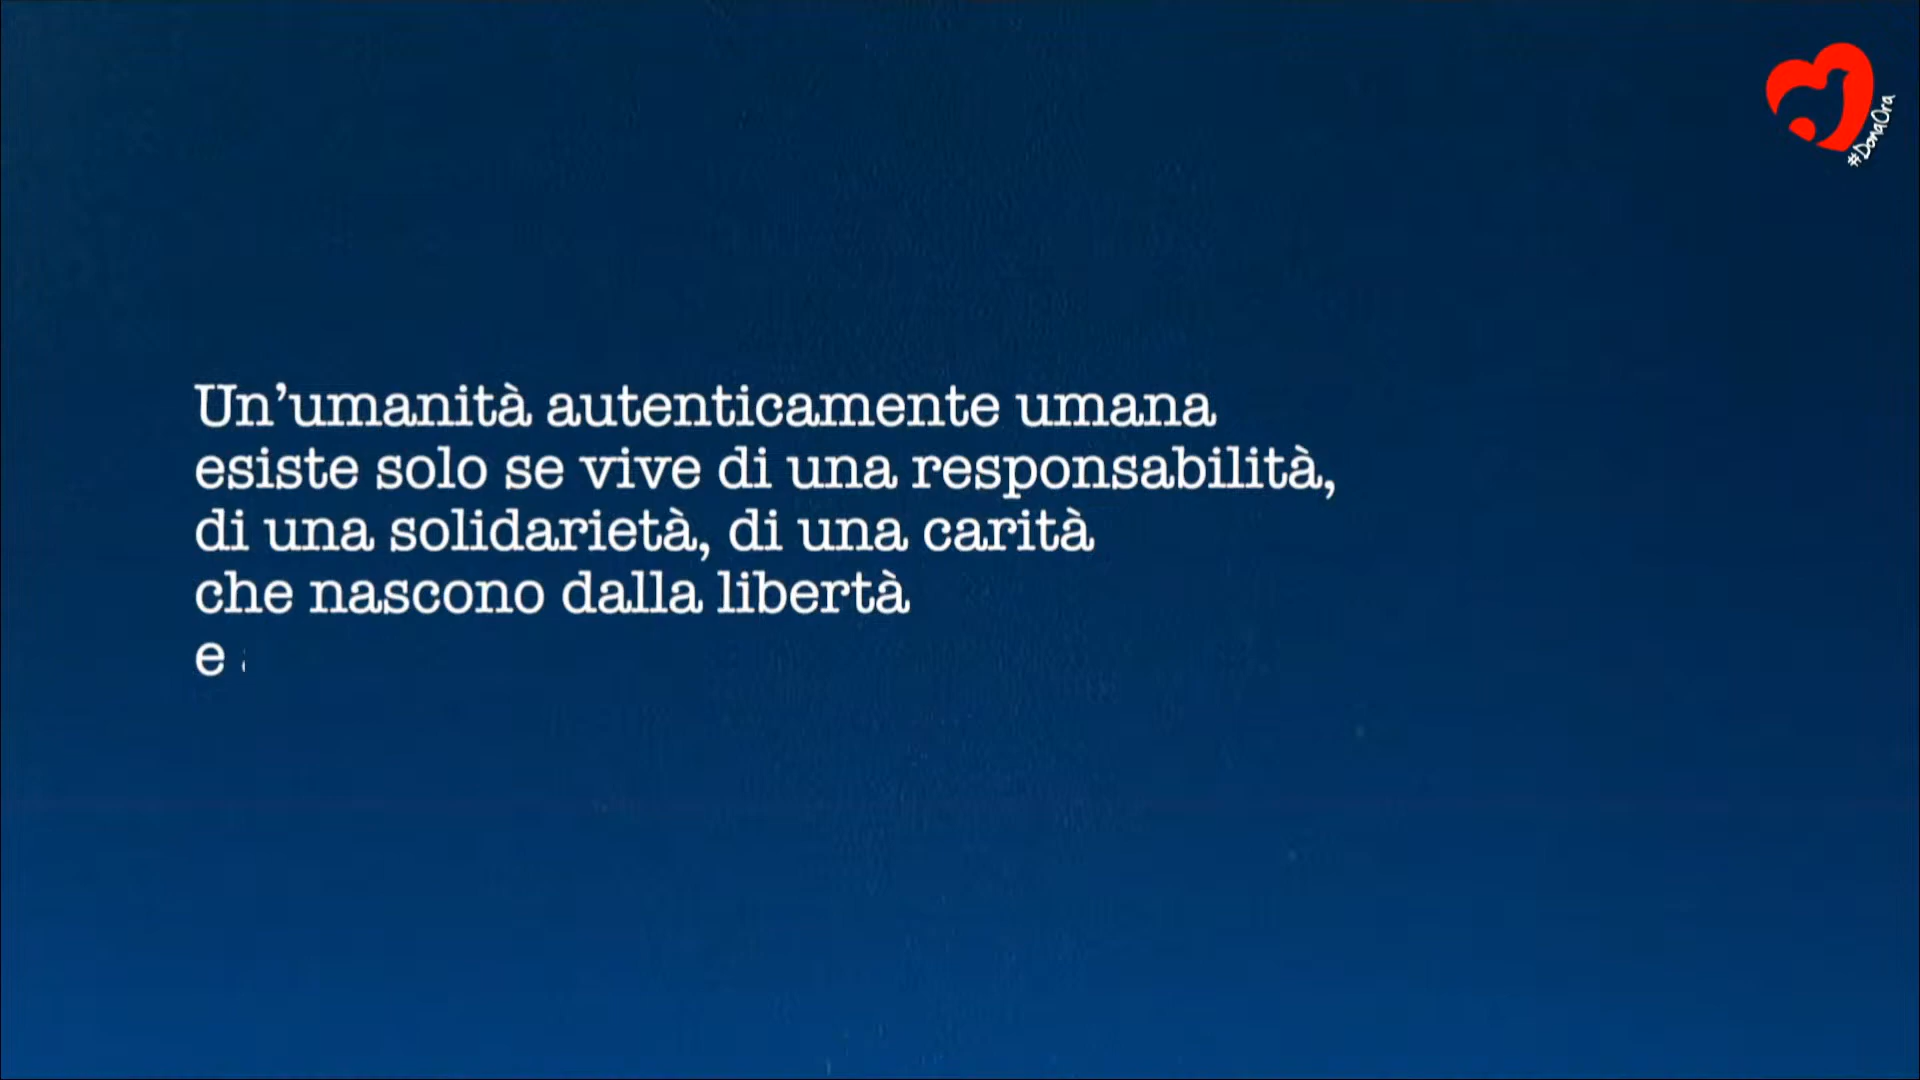 #DonaOra
Un’umanità autenticamente umana
esiste solo se vive di una responsabilità,
di una solidarietà, di una carità
che nascono dalla libertà
e